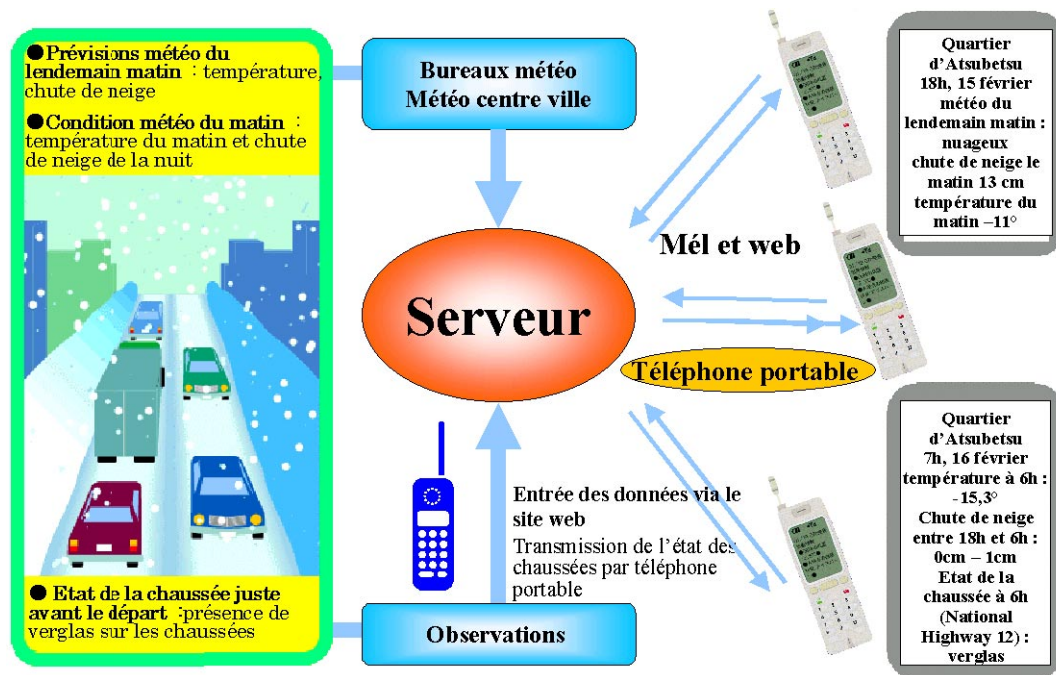 ●Prévisions météo du
lendemain matin : température,
chute de neige
●Condition météo du matin :
température du matin et chute
de neige de la nuit
● Etat de la chaussée juste
avant le départ :présence de
verglas sur les chaussées
Bureaux météo
Météo centre ville
Serveur
Entrée des données via le
site web
Transmission de l'état des
chaussées par téléphone
portable
Observations
Mél et web
Téléphone portable
Quartier
d'Atsubetsu
18h, 15 février
météo du
lendemain matin :
nuageux
chute de neige le
matin 13 cm
température du
matin –11°
Quartier
d'Atsubetsu
7h, 16 février
température à 6h :
-15,3°
Chute de neige
entre 18h et 6h :
0cm – 1cm
Etat de la
chaussée à 6h
(National
Highway 12) :
verglas